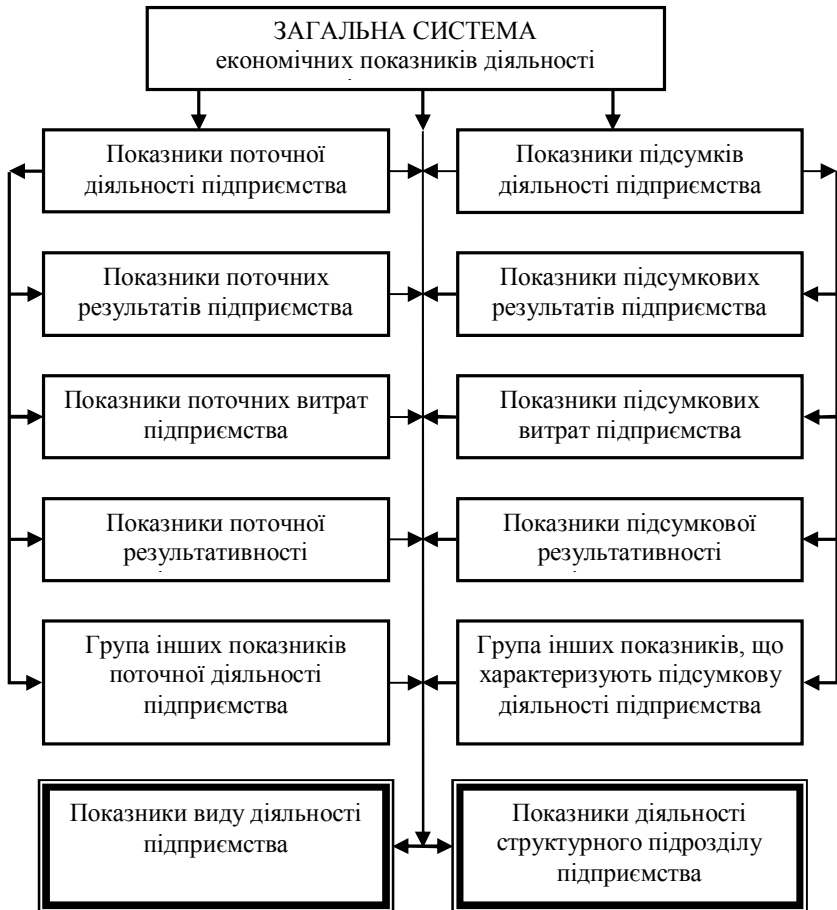 ЗАГАЛЬНА СИСТЕМА
економічних показників діяльності
Показники поточної
діяльності підприємства
Показники підсумків
діяльності підприємства
Показники поточних
результатів підприємства
Показники підсумкових
результатів підприємства
Показники поточних витрат
підприємства
Показники підсумкових
витрат підприємства
Показники поточної
результативності
Показники підсумкової
результативності
Група інших показників
поточної діяльності
підприємства
Група інших показників, що
характеризують підсумкову
діяльності підприємства
Показники виду діяльності
підприємства
Показники діяльності
структурного підрозділу
підприємства